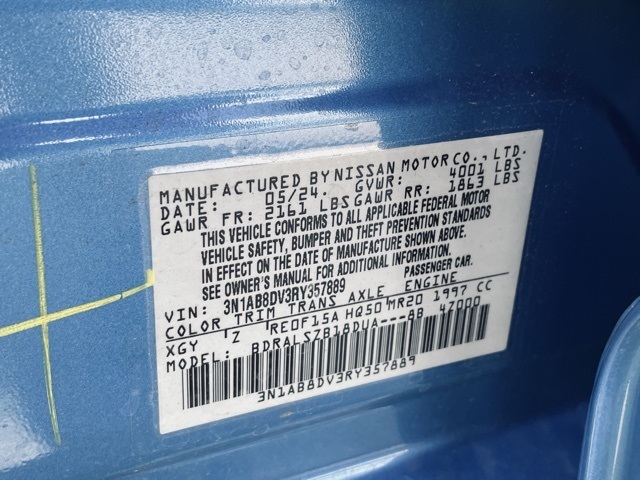 MANUFACTURED BY NISSAN MOTOR CO., LTD.
DATE: 05/24. GVWR: 4001 LBS
GAWR FR: 2161 LBS GAWR RR: 1863 LBS
THIS VEHICLE CONFORMS TO ALL APPLICABLE FEDERAL MOTOR
VEHICLE SAFETY, BUMPER AND THEFT PREVENTION STANDARDS
IN EFFECT ON THE DATE OF MANUFACTURE SHOWN ABOVE.
SEE OWNER'S MANUAL FOR ADDITIONAL INFORMATION.
VIN: 3N1AB8DV3RY357889 PASSENGER CAR.
COLOR TRIM TRANS AXLE ENGINE
XGY 'Z 'RE0F15A HQ50'MR20 1997 CC
MODEL: BDRALSZB18DUA---BB 4Z000
3N1AB8DV3RY357889